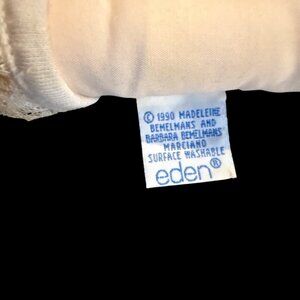 © 1990 MADELEINE
BEMELMANS AND
BARBARA BEMELMANS
MARCIANO
SURFACE WASHABLE
eden®